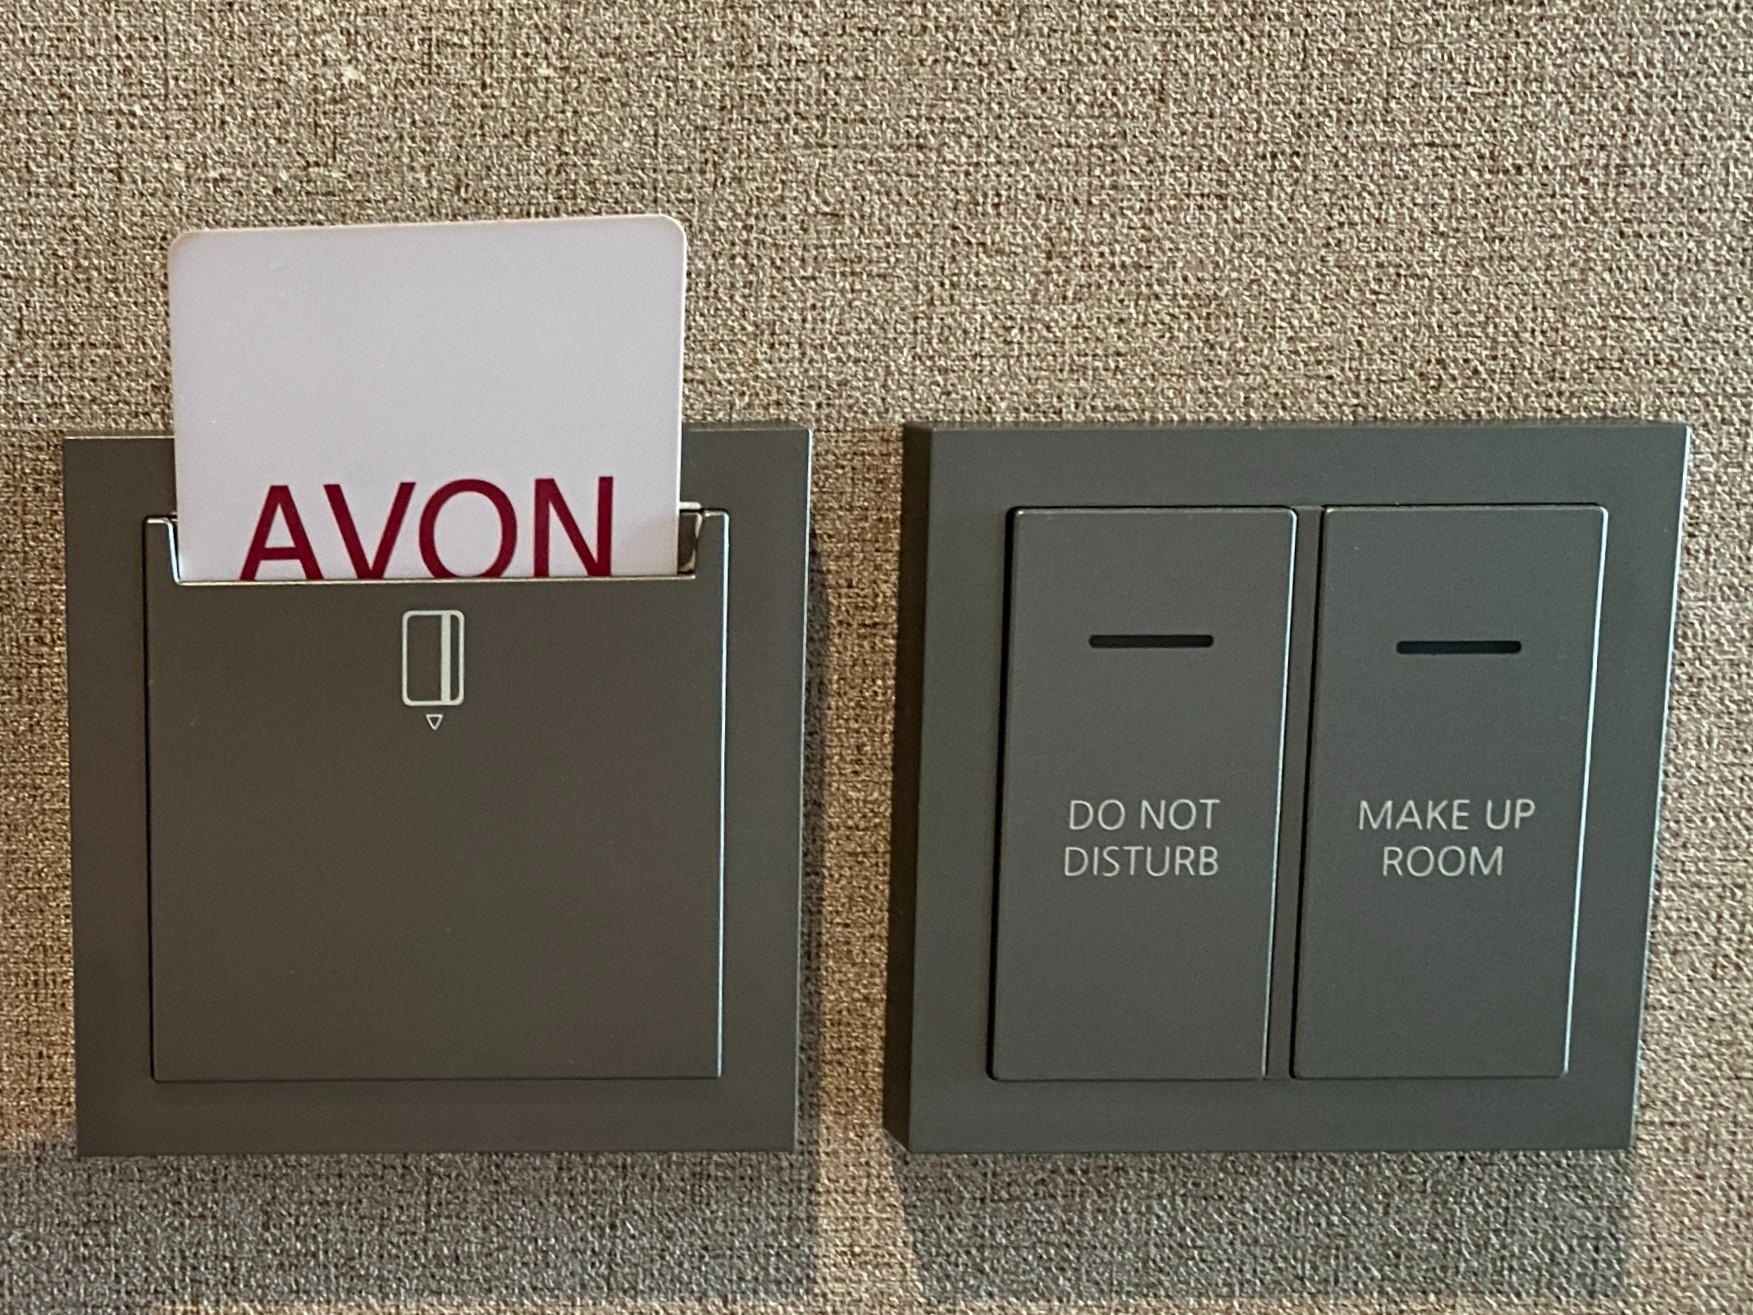 AVON
DO NOT
DISTURB
MAKE UP
ROOM